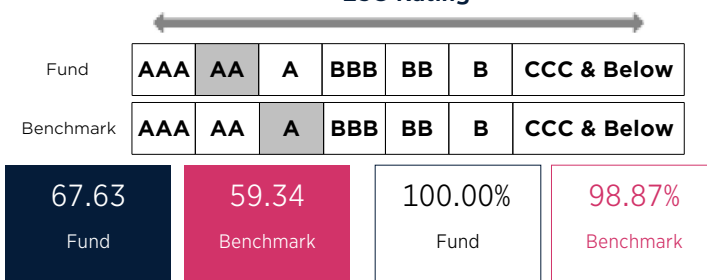 Fund AAA AA A BBB BB B CCC & Below
Benchmark AAA AA A BBB BB B CCC & Below
67.63 59.34 100.00% 98.87%
Fund Benchmark Fund Benchmark